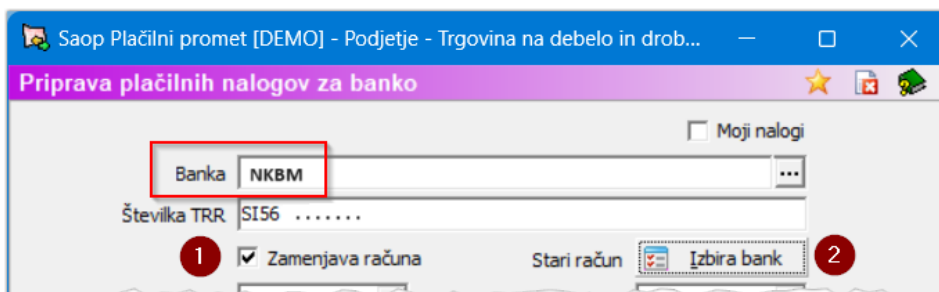 Saop Plačilni promet [DEMO] - Podjetje - Trgovina na debelo in drob...
Priprava plačilnih nalogov za banko
Moji nalogi
Banka NKBM ...
Številka TRR SI56 .......
1 Zamenjava računa Stari račun Izbira bank 2